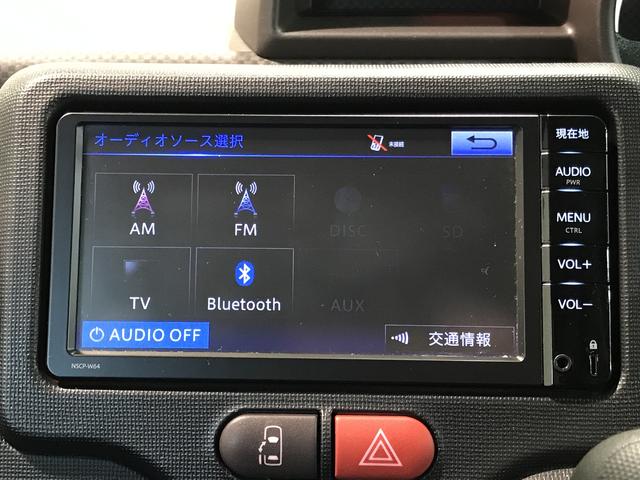 オーディオソース選択
未接続
現在地
AUDIO
PWR
MENU
CTRL
VOL+
VOL−
AM
FM
DISC
SD
TV
Bluetooth
AUX
AUDIO OFF
交通情報
NSCP-W64